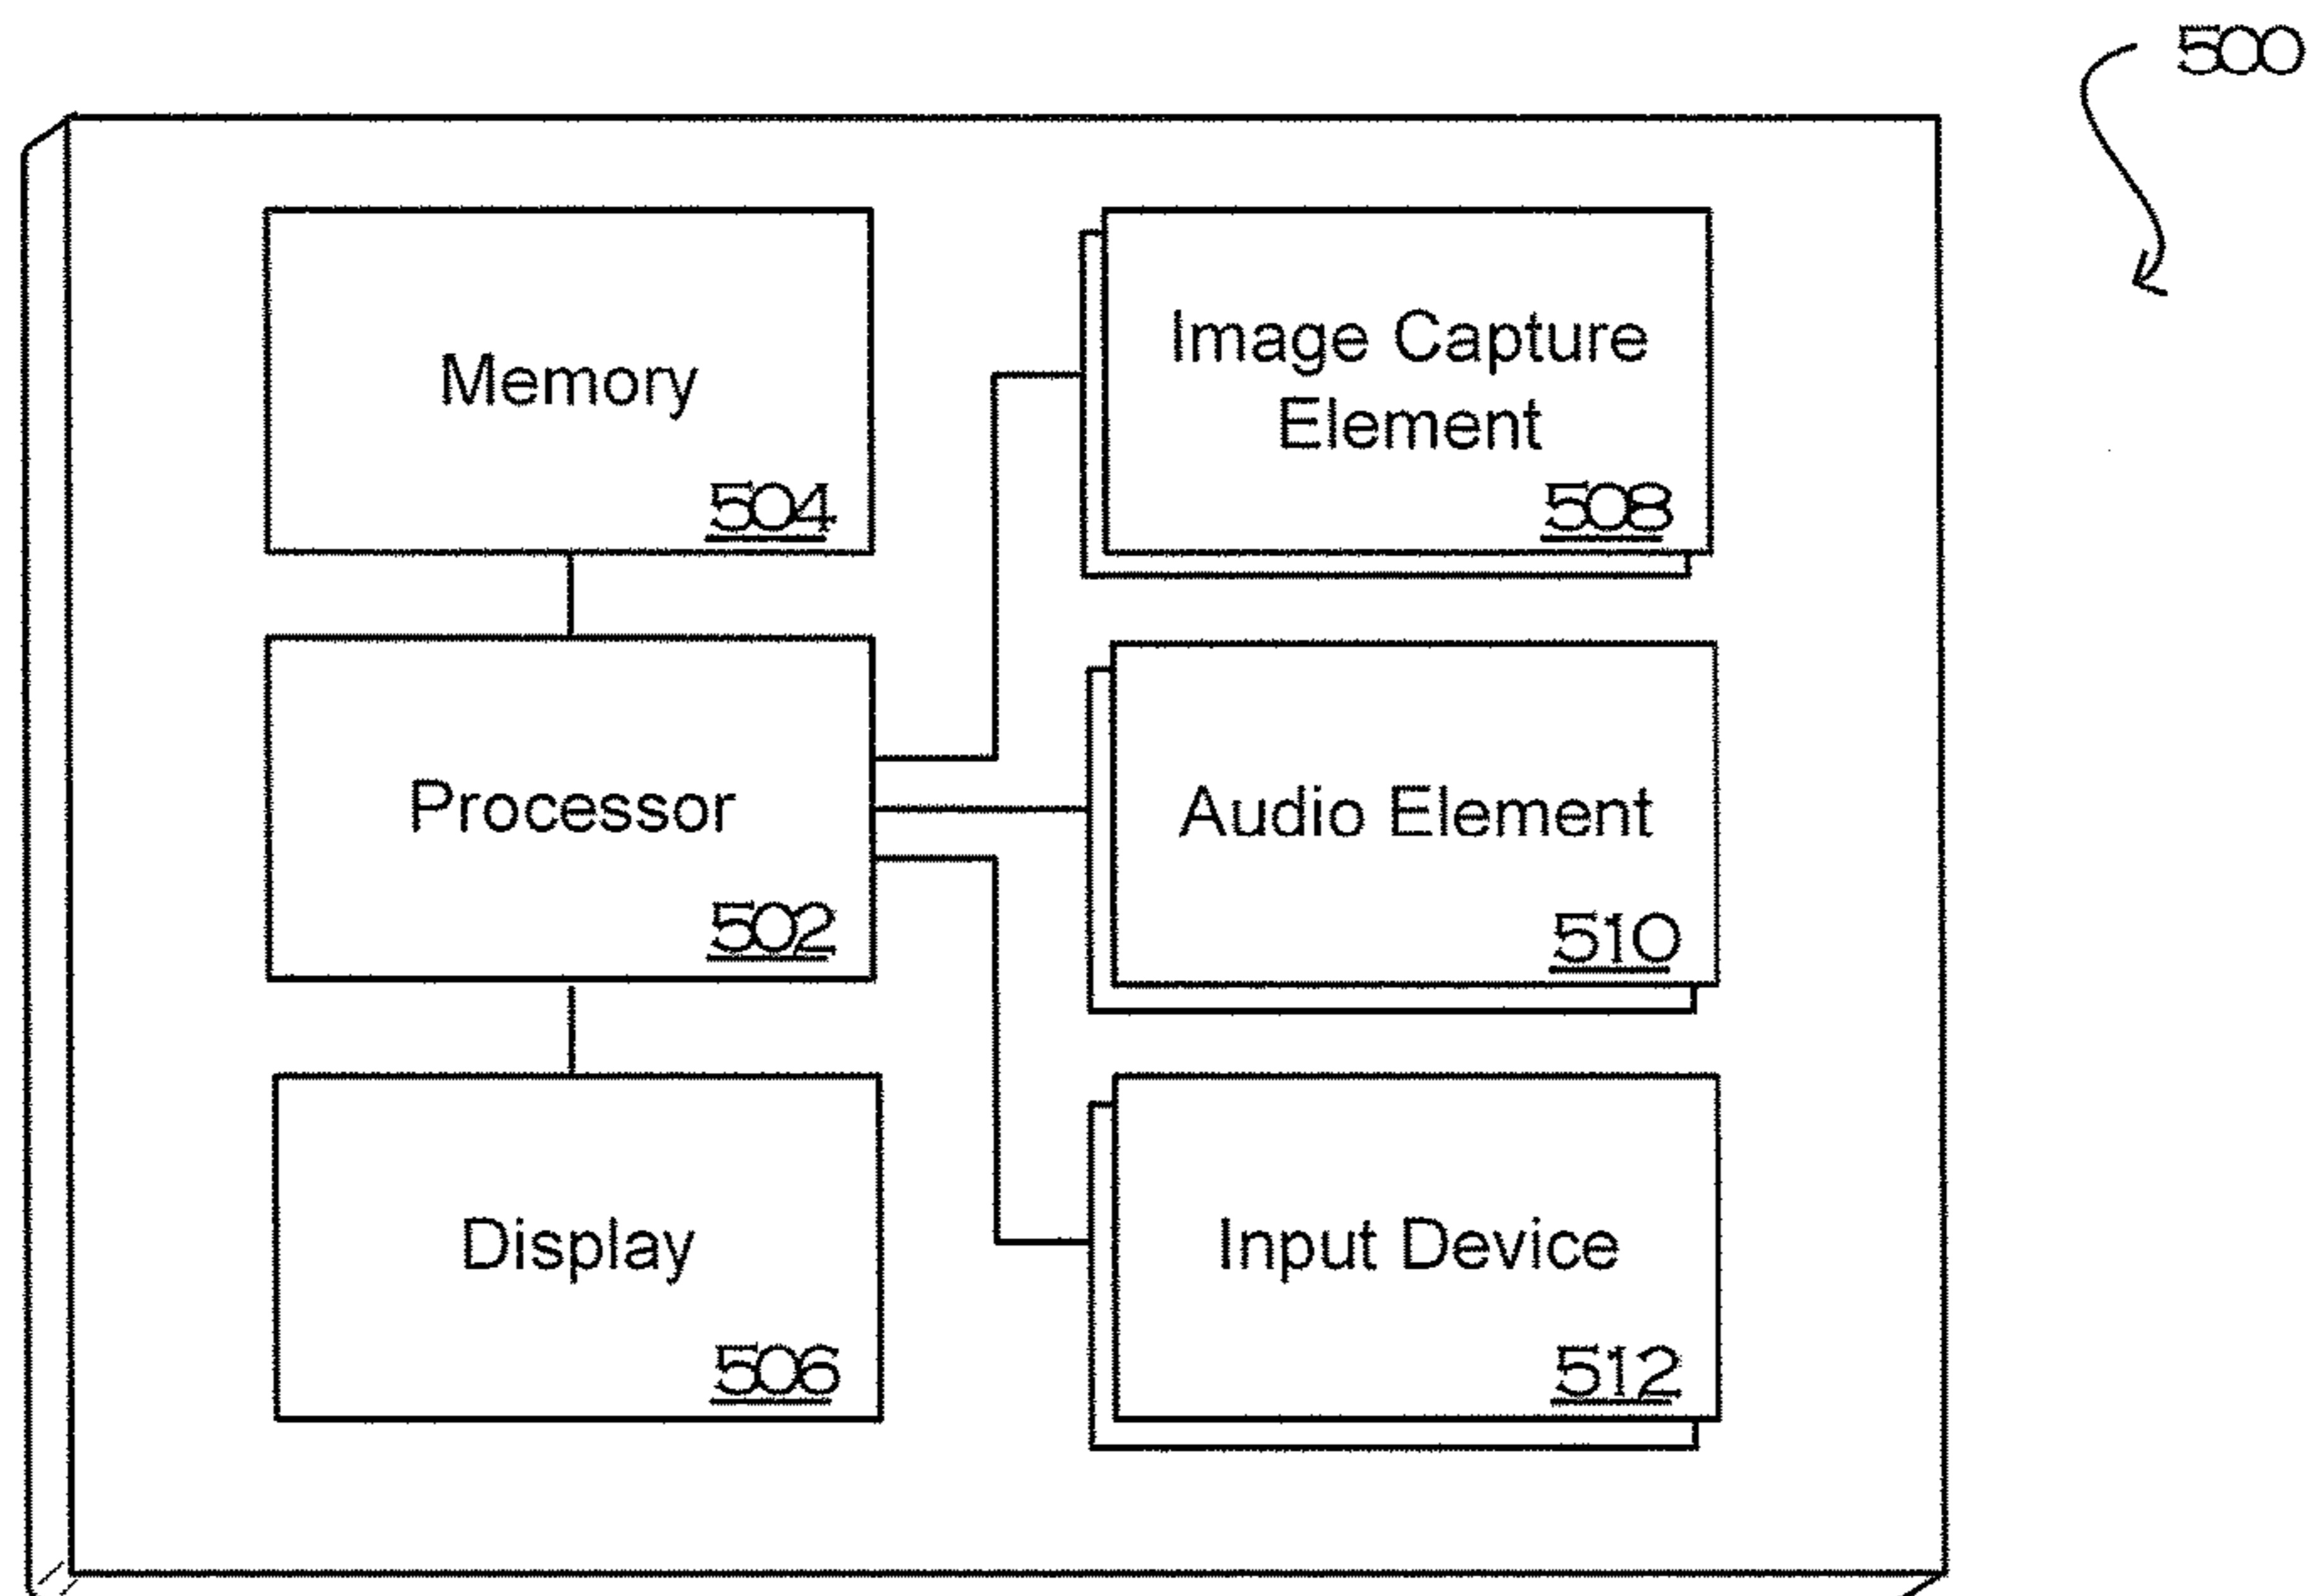 500
Memory
504
Image Capture
Element
508
Processor
502
Audio Element
510
Display
506
Input Device
512